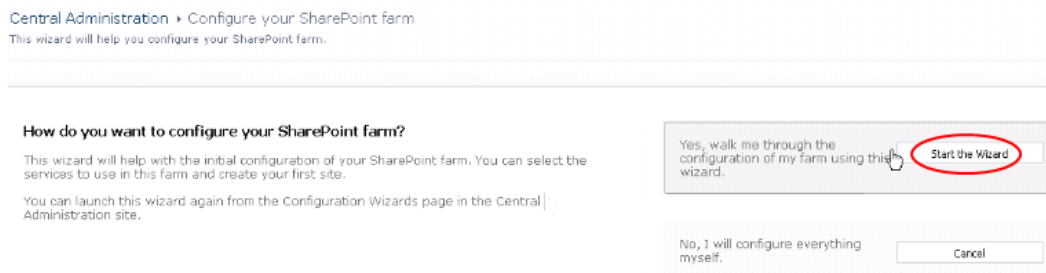 Central Administration ▸ Configure your SharePoint farm
This wizard will help you configure your SharePoint farm.
How do you want to configure your SharePoint farm?
This wizard will help with the initial configuration of your SharePoint farm. You can select the
services to use in this farm and create your first site.
You can launch this wizard again from the Configuration Wizards page in the Central
Administration site.
Yes, walk me through the
configuration of my farm using this
wizard.
Start the Wizard
No, I will configure everything
myself.
Cancel